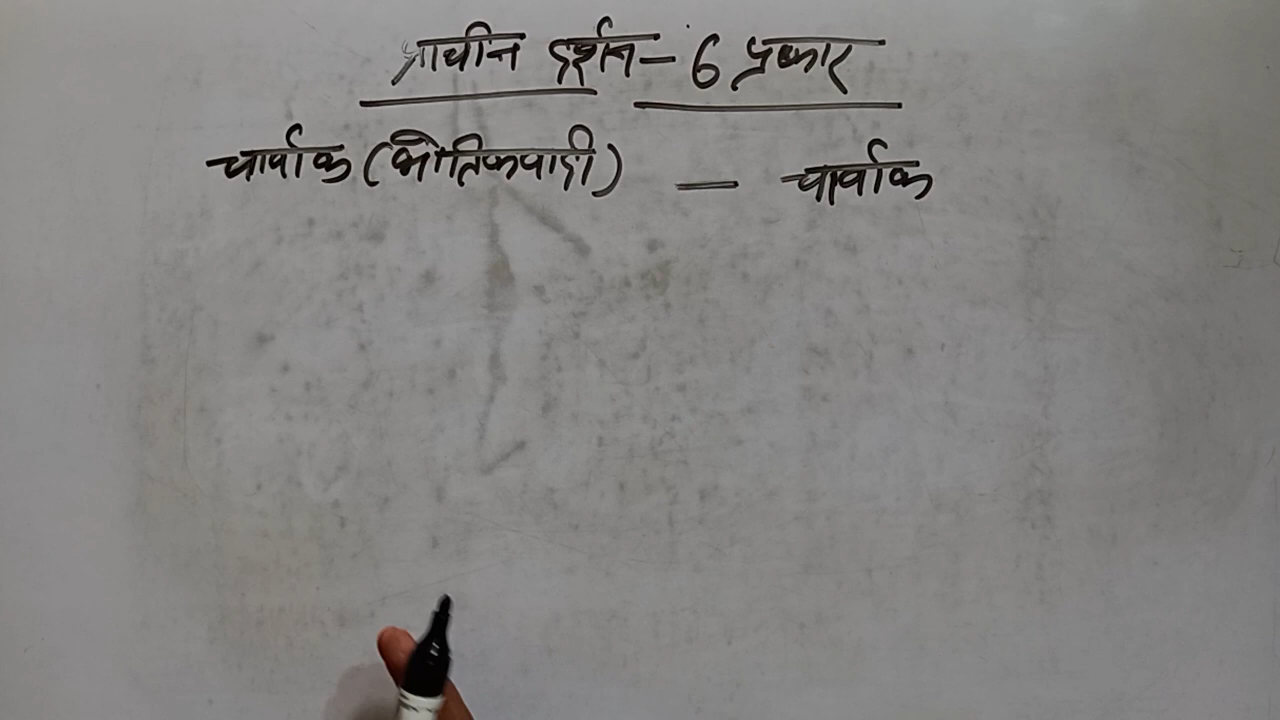 प्राचीन दर्शन - 6 प्रकार
चार्वाक (भौतिकवादी) - चार्वाक